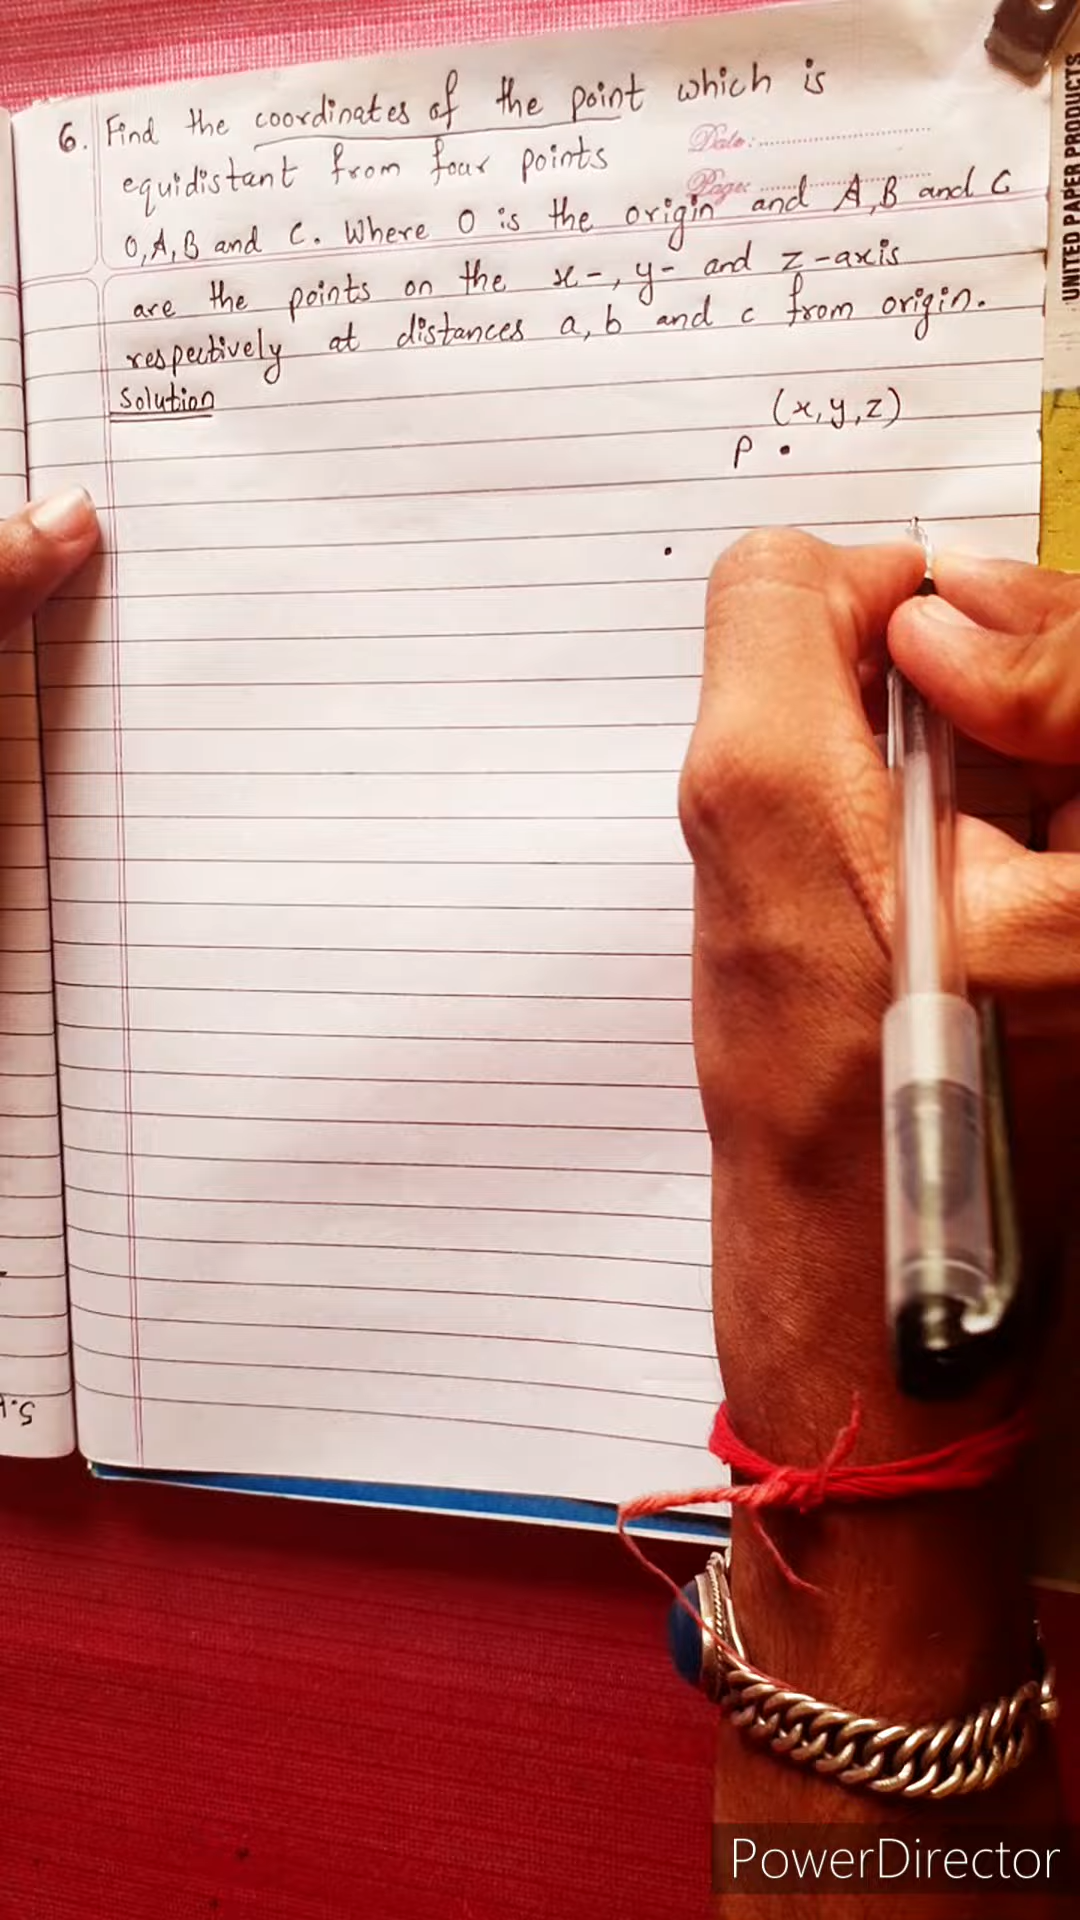 6. Find the coordinates of the point which is
Date:
equidistant from four points
Page:
O, A, B and C. Where O is the origin and A, B and C
are the points on the x-, y- and z-axis
respectively at distances a, b and c from origin.
Solution
(x, y, z)
P
UNITED PAPER PRODUCTS
PowerDirector